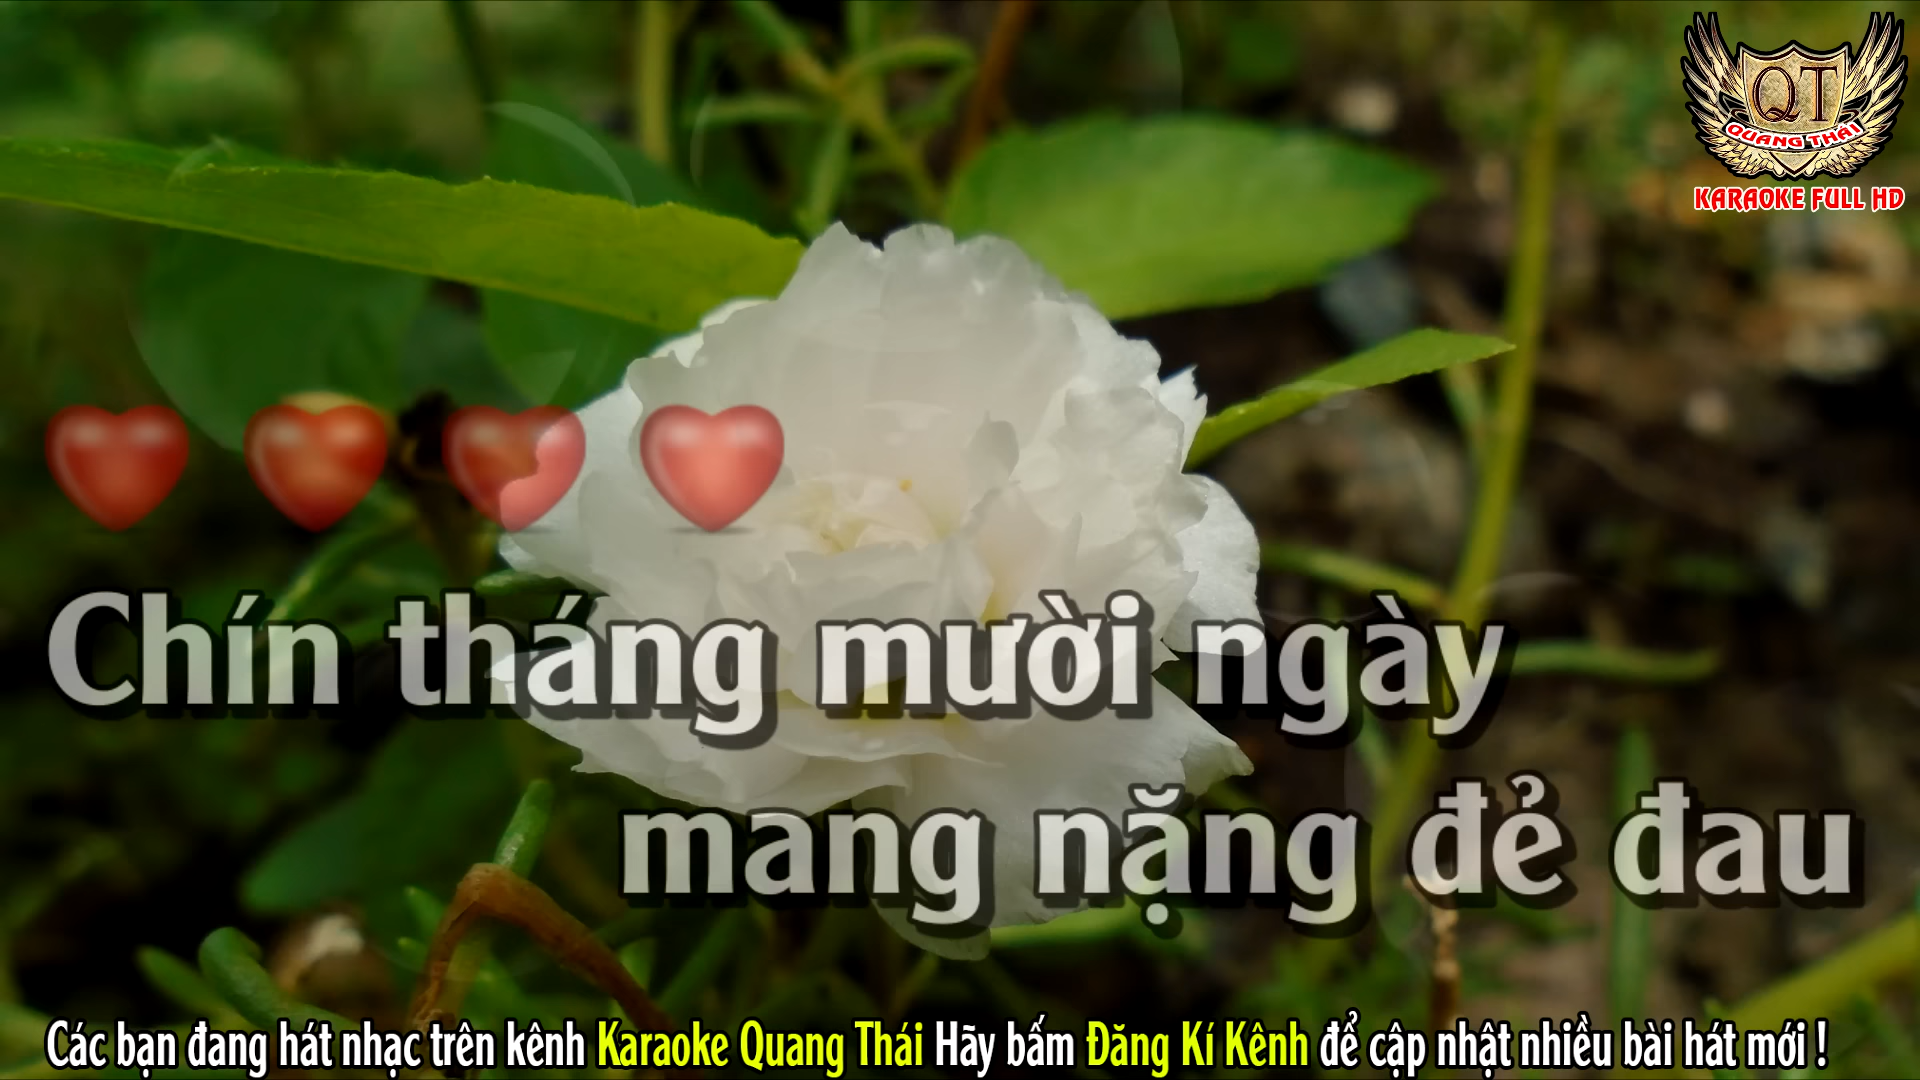 QT
QUANG THÁI
KARAOKE FULL HD
Chín tháng mười ngày
mang nặng đẻ đau
Các bạn đang hát nhạc trên kênh Karaoke Quang Thái Hãy bấm Đăng Kí Kênh để cập nhật nhiều bài hát mới !